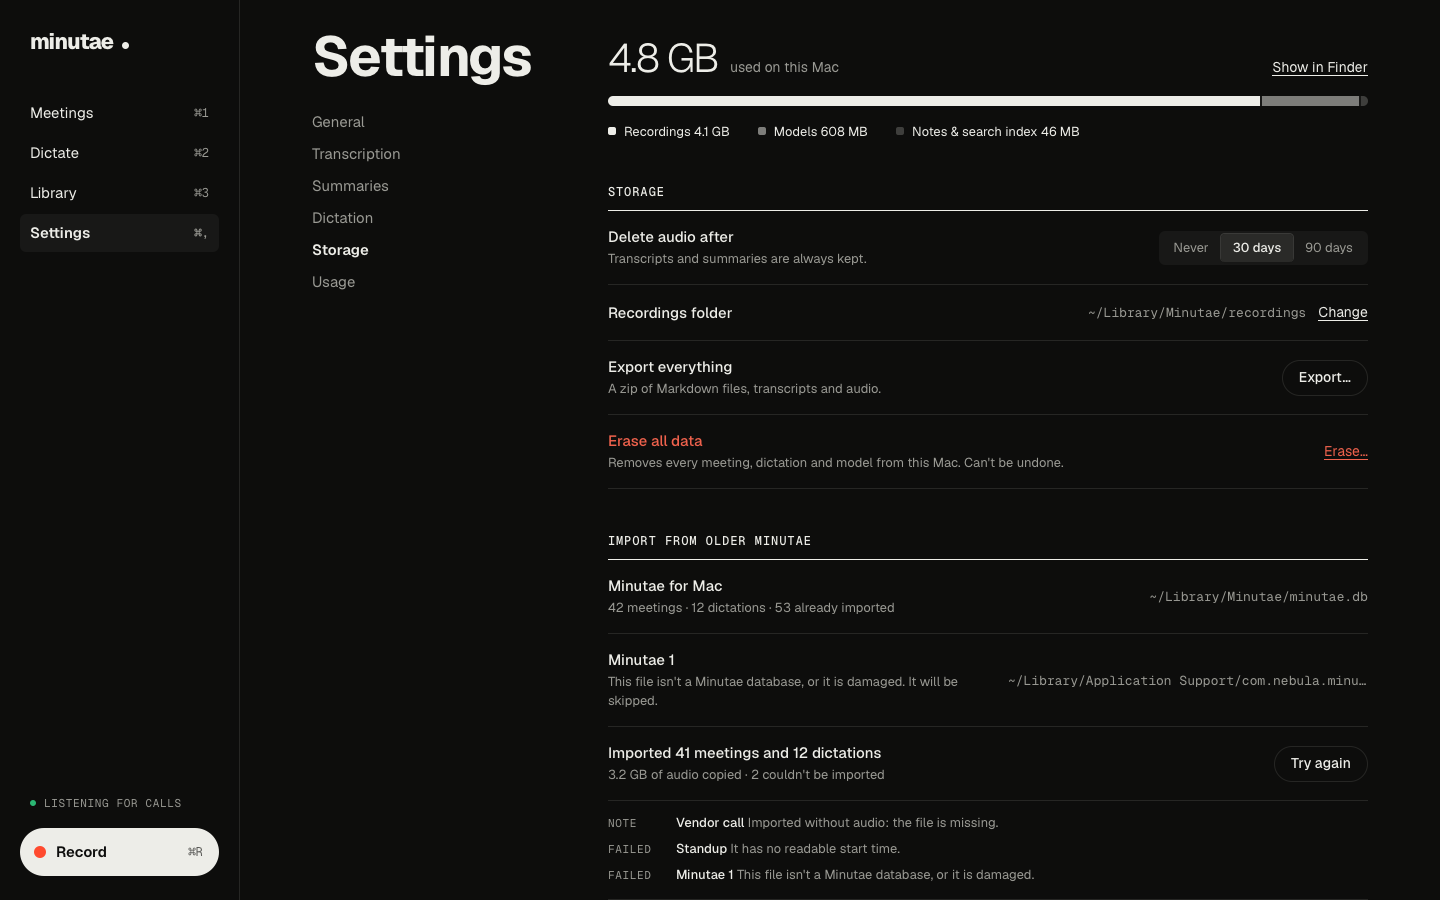 minutae
Meetings ⌘1
Dictate ⌘2
Library ⌘3
Settings ⌘,
LISTENING FOR CALLS
Record ⌘R
Settings
General
Transcription
Summaries
Dictation
Storage
Usage
4.8 GB used on this Mac
Show in Finder
Recordings 4.1 GB Models 608 MB Notes & search index 46 MB
STORAGE
Delete audio after
Transcripts and summaries are always kept.
Never 30 days 90 days
Recordings folder
~/Library/Minutae/recordings Change
Export everything
A zip of Markdown files, transcripts and audio.
Export…
Erase all data
Removes every meeting, dictation and model from this Mac. Can't be undone.
Erase…
IMPORT FROM OLDER MINUTAE
Minutae for Mac
42 meetings · 12 dictations · 53 already imported
~/Library/Minutae/minutae.db
Minutae 1
This file isn't a Minutae database, or it is damaged. It will be
skipped.
~/Library/Application Support/com.nebula.minu…
Imported 41 meetings and 12 dictations
3.2 GB of audio copied · 2 couldn't be imported
Try again
NOTE Vendor call Imported without audio: the file is missing.
FAILED Standup It has no readable start time.
FAILED Minutae 1 This file isn't a Minutae database, or it is damaged.